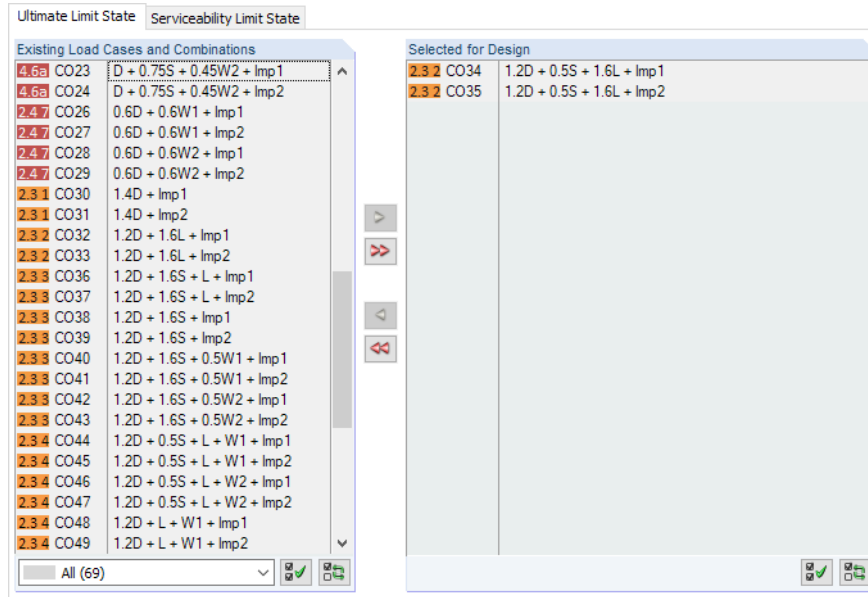 Ultimate Limit State Serviceability Limit State
Existing Load Cases and Combinations
4.6a CO23 D + 0.75S + 0.45W2 + Imp1
4.6a CO24 D + 0.75S + 0.45W2 + Imp2
2.4 7 CO26 0.6D + 0.6W1 + Imp1
2.4 7 CO27 0.6D + 0.6W1 + Imp2
2.4 7 CO28 0.6D + 0.6W2 + Imp1
2.4 7 CO29 0.6D + 0.6W2 + Imp2
2.3 1 CO30 1.4D + Imp1
2.3 1 CO31 1.4D + Imp2
2.3 2 CO32 1.2D + 1.6L + Imp1
2.3 2 CO33 1.2D + 1.6L + Imp2
2.3 3 CO36 1.2D + 1.6S + L + Imp1
2.3 3 CO37 1.2D + 1.6S + L + Imp2
2.3 3 CO38 1.2D + 1.6S + Imp1
2.3 3 CO39 1.2D + 1.6S + Imp2
2.3 3 CO40 1.2D + 1.6S + 0.5W1 + Imp1
2.3 3 CO41 1.2D + 1.6S + 0.5W1 + Imp2
2.3 3 CO42 1.2D + 1.6S + 0.5W2 + Imp1
2.3 3 CO43 1.2D + 1.6S + 0.5W2 + Imp2
2.3 4 CO44 1.2D + 0.5S + L + W1 + Imp1
2.3 4 CO45 1.2D + 0.5S + L + W1 + Imp2
2.3 4 CO46 1.2D + 0.5S + L + W2 + Imp1
2.3 4 CO47 1.2D + 0.5S + L + W2 + Imp2
2.3 4 CO48 1.2D + L + W1 + Imp1
2.3 4 CO49 1.2D + L + W1 + Imp2
All (69)
Selected for Design
2.3 2 CO34 1.2D + 0.5S + 1.6L + Imp1
2.3 2 CO35 1.2D + 0.5S + 1.6L + Imp2